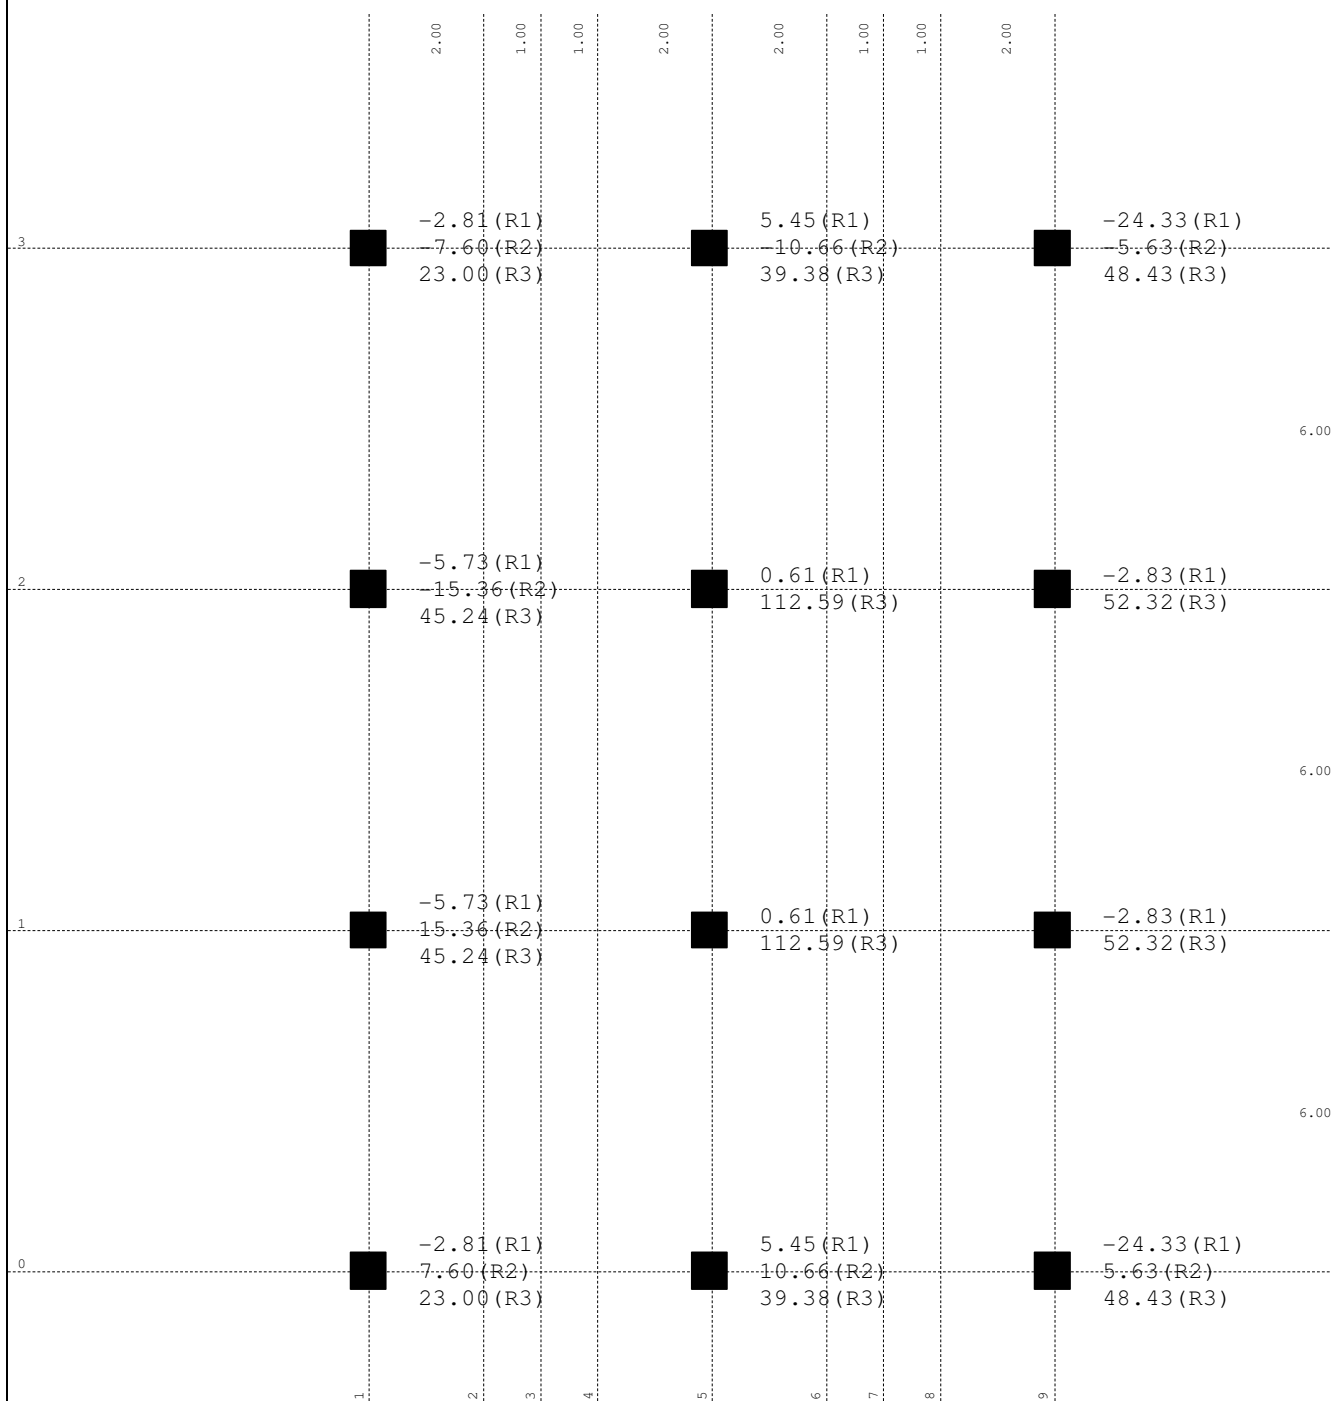 2.00 1.00 1.00 2.00 2.00 1.00 1.00 2.00
-2.81(R1) 5.45(R1) -24.33(R1)
3 -7.60(R2) -10.66(R2) -5.63(R2)
23.00(R3) 39.38(R3) 48.43(R3)
6.00
-5.73(R1) 0.61(R1) -2.83(R1)
2 -15.36(R2)
45.24(R3) 112.59(R3) 52.32(R3)
6.00
-5.73(R1) 0.61(R1) -2.83(R1)
1 15.36(R2)
45.24(R3) 112.59(R3) 52.32(R3)
6.00
-2.81(R1) 5.45(R1) -24.33(R1)
0 7.60(R2) 10.66(R2) 5.63(R2)
23.00(R3) 39.38(R3) 48.43(R3)
1 2 3 4 5 6 7 8 9